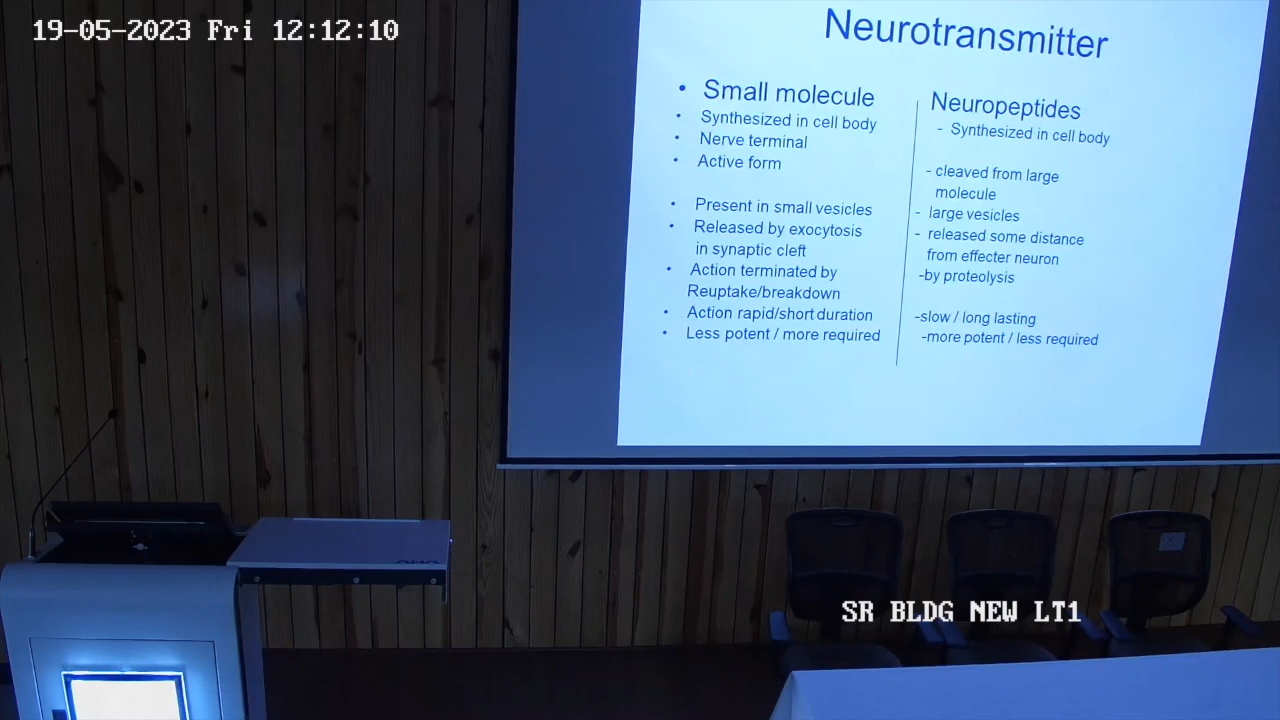 19-05-2023 Fri 12:12:10
Neurotransmitter
• Small molecule
• Synthesized in cell body
• Nerve terminal
• Active form
• Present in small vesicles
• Released by exocytosis
in synaptic cleft
• Action terminated by
Reuptake/breakdown
• Action rapid/short duration
• Less potent / more required
Neuropeptides
- Synthesized in cell body
- cleaved from large
molecule
- large vesicles
- released some distance
from effecter neuron
-by proteolysis
-slow / long lasting
-more potent / less required
SR BLDG NEW LT1